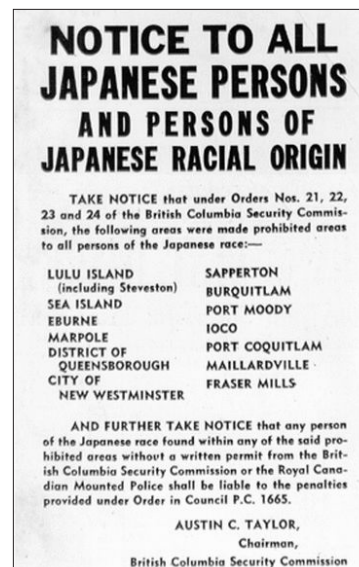 NOTICE TO ALL
JAPANESE PERSONS
AND PERSONS OF
JAPANESE RACIAL ORIGIN
TAKE NOTICE that under Orders Nos. 21, 22,
23 and 24 of the British Columbia Security Commis-
sion, the following areas were made prohibited areas
to all persons of the Japanese race:—
LULU ISLAND
(including Steveston)
SEA ISLAND
EBURNE
MARPOLE
DISTRICT OF
QUEENSBOROUGH
CITY OF
NEW WESTMINSTER
SAPPERTON
BURQUITLAM
PORT MOODY
IOCO
PORT COQUITLAM
MAILLARDVILLE
FRASER MILLS
AND FURTHER TAKE NOTICE that any person
of the Japanese race found within any of the said pro-
hibited areas without a written permit from the Brit-
ish Columbia Security Commission or the Royal Cana-
dian Mounted Police shall be liable to the penalties
provided under Order in Council P.C. 1665.
AUSTIN C. TAYLOR,
Chairman,
British Columbia Security Commission